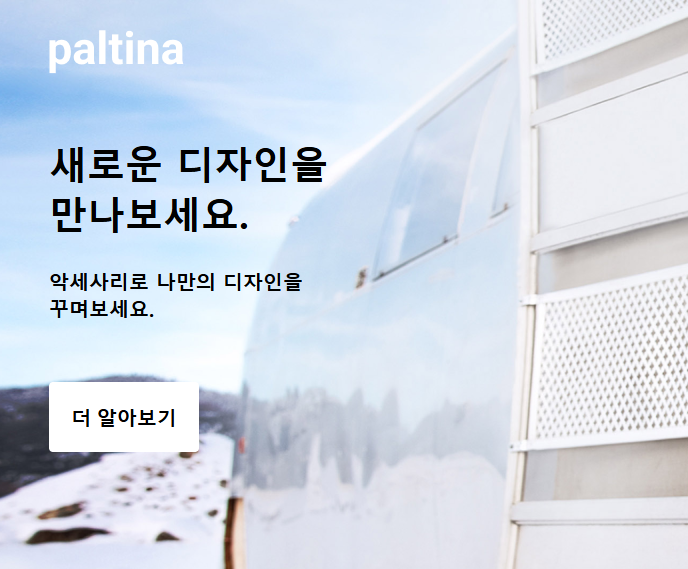 paltina
새로운 디자인을
만나보세요.
악세사리로 나만의 디자인을
꾸며보세요.
더 알아보기